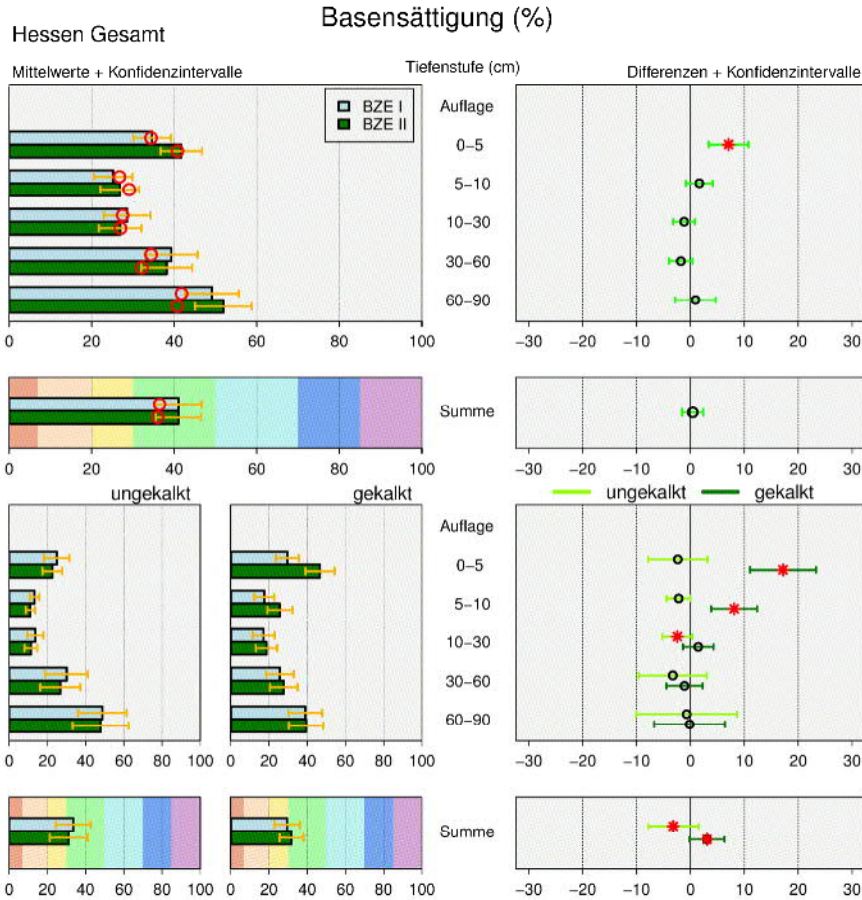 Basensättigung (%)
Hessen Gesamt
Mittelwerte + Konfidenzintervalle
Tiefenstufe (cm)
Differenzen + Konfidenzintervalle
BZE I
BZE II
Auflage
0−5
5−10
10−30
30−60
60−90
0 20 40 60 80 100
−30 −20 −10 0 10 20 30
Summe
0 20 40 60 80 100
−30 −20 −10 0 10 20 30
ungekalkt
gekalkt
ungekalkt gekalkt
Auflage
0−5
5−10
10−30
30−60
60−90
0 20 40 60 80 100
0 20 40 60 80 100
−30 −20 −10 0 10 20 30
Summe
0 20 40 60 80 100
0 20 40 60 80 100
−30 −20 −10 0 10 20 30